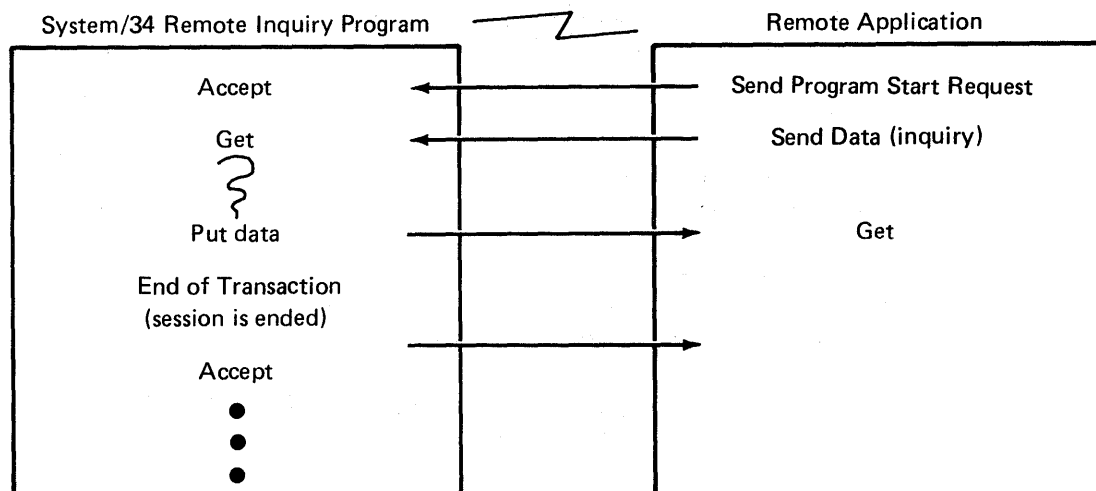 System/34 Remote Inquiry Program
Remote Application
Accept
Send Program Start Request
Get
Send Data (inquiry)
Put data
Get
End of Transaction
(session is ended)
Accept